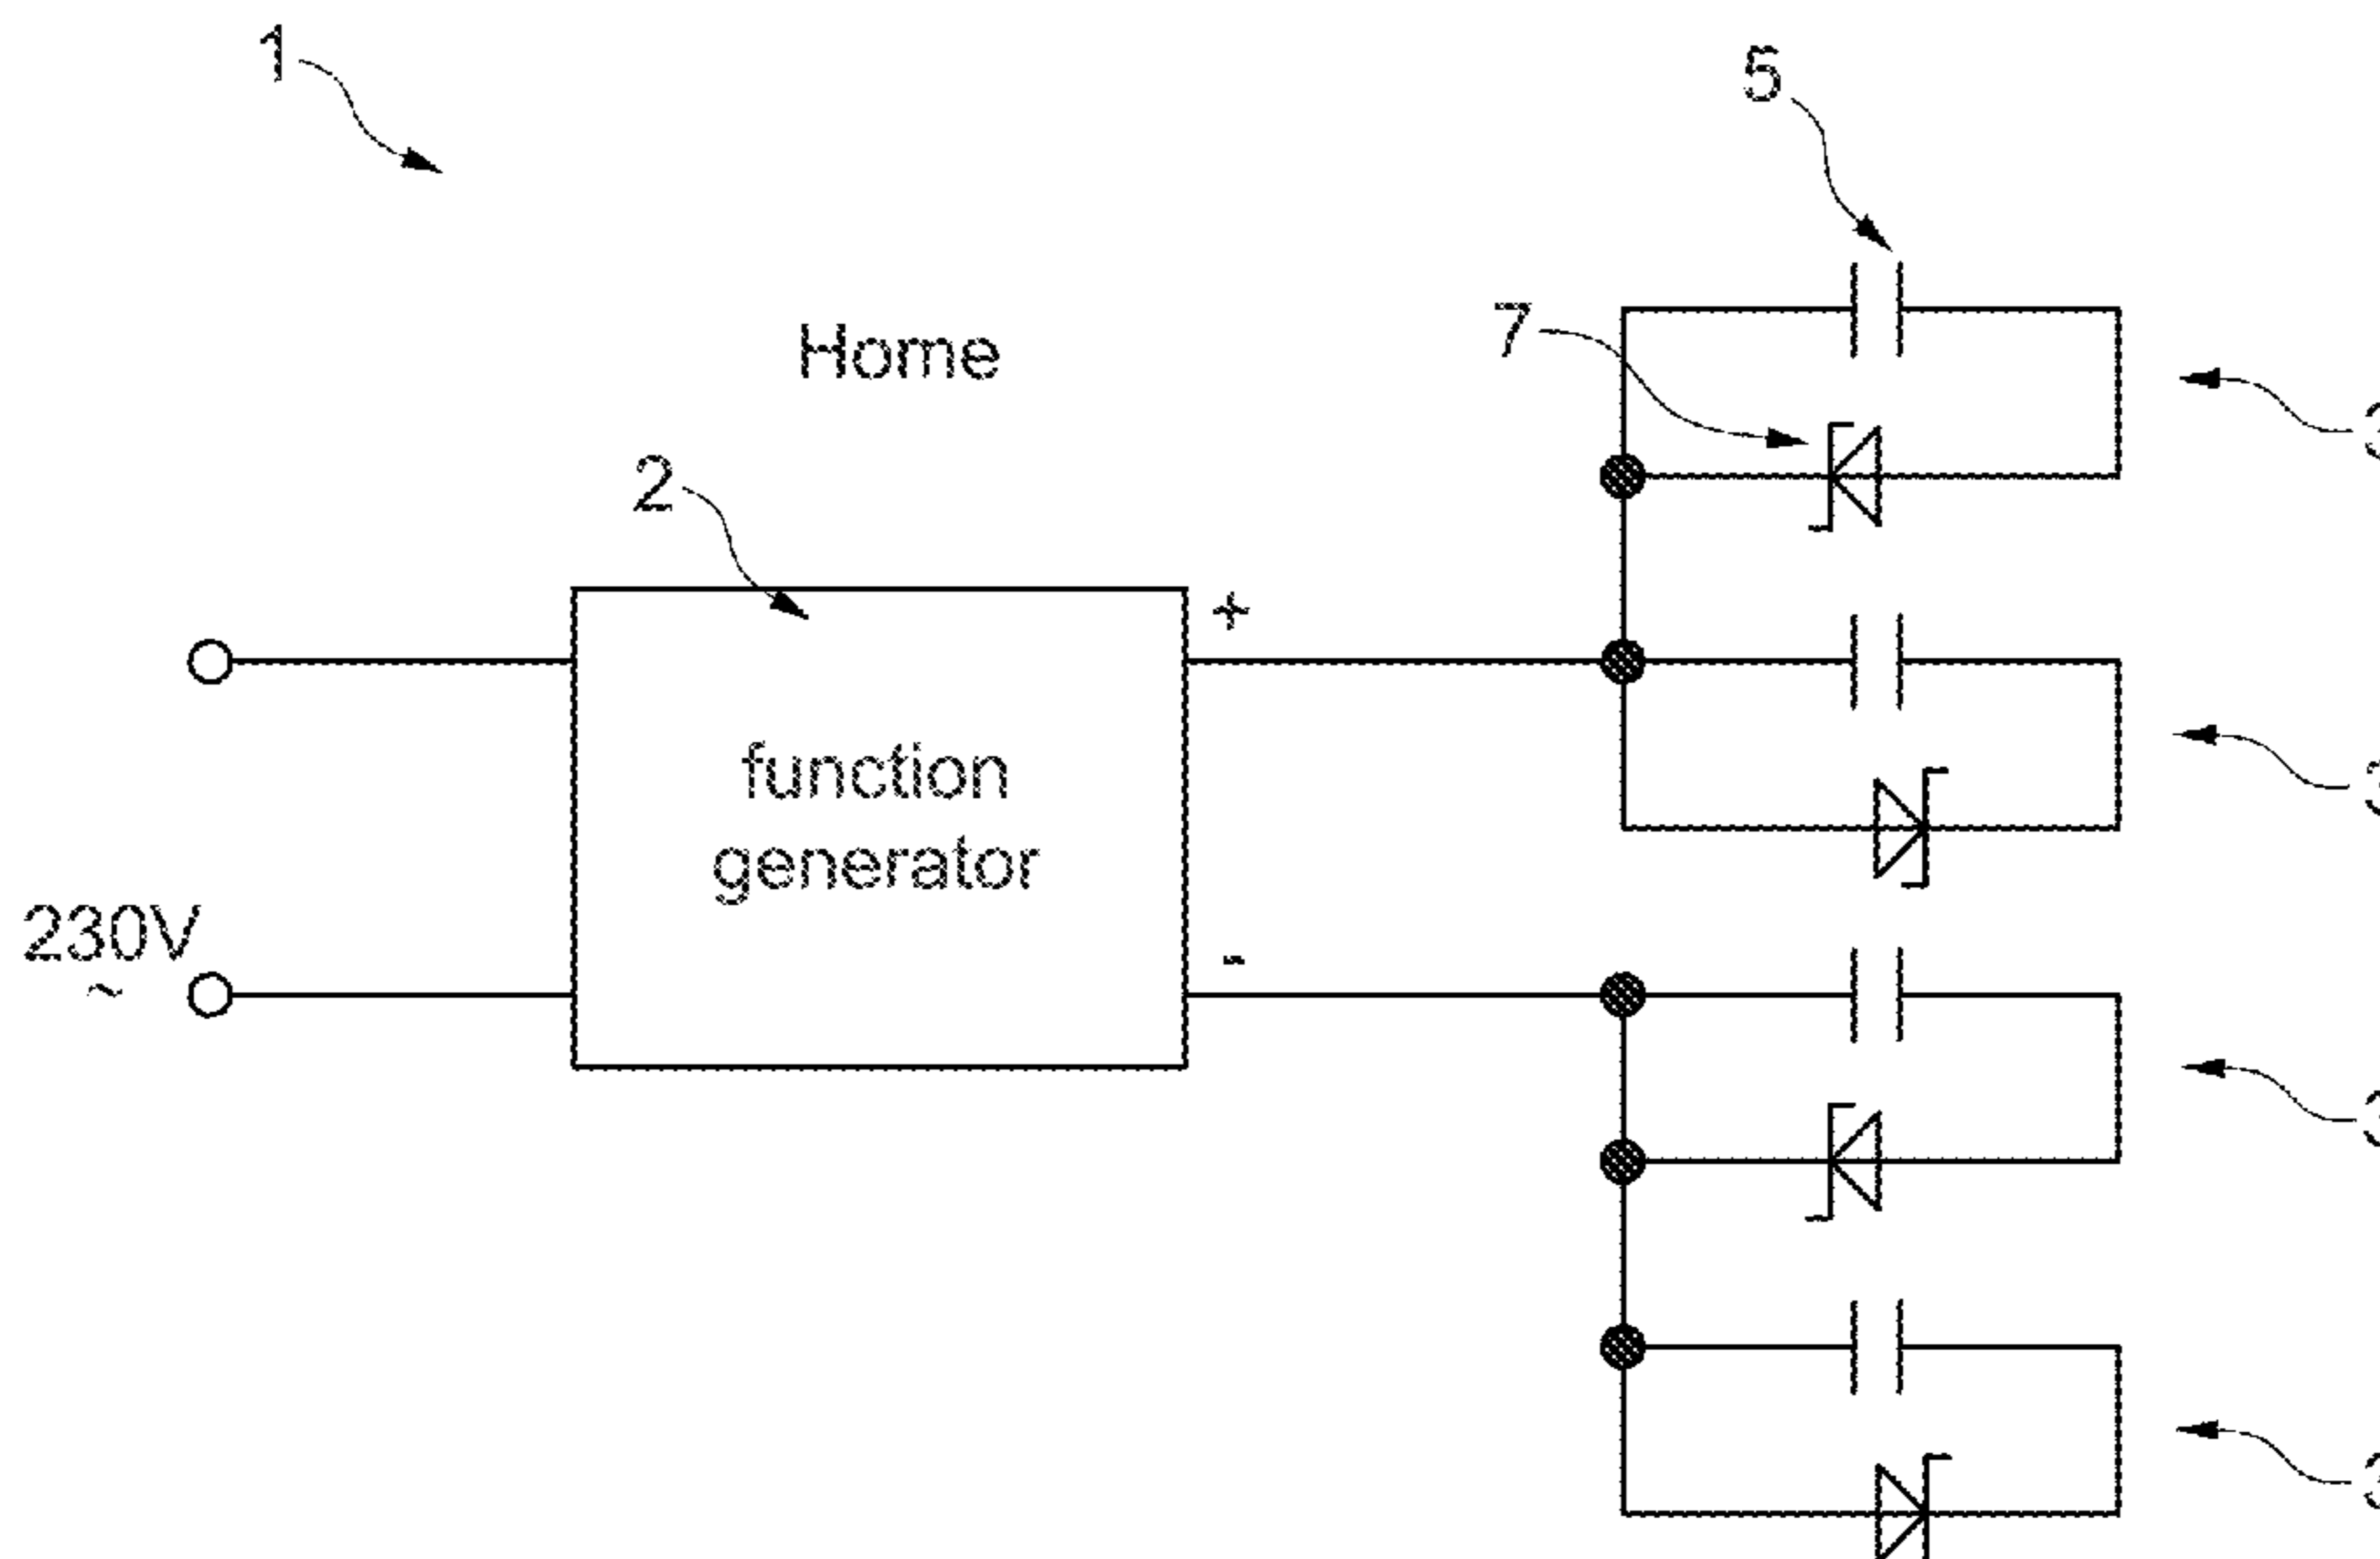 1
5
Home
7
2
+
function
generator
-
230V
~